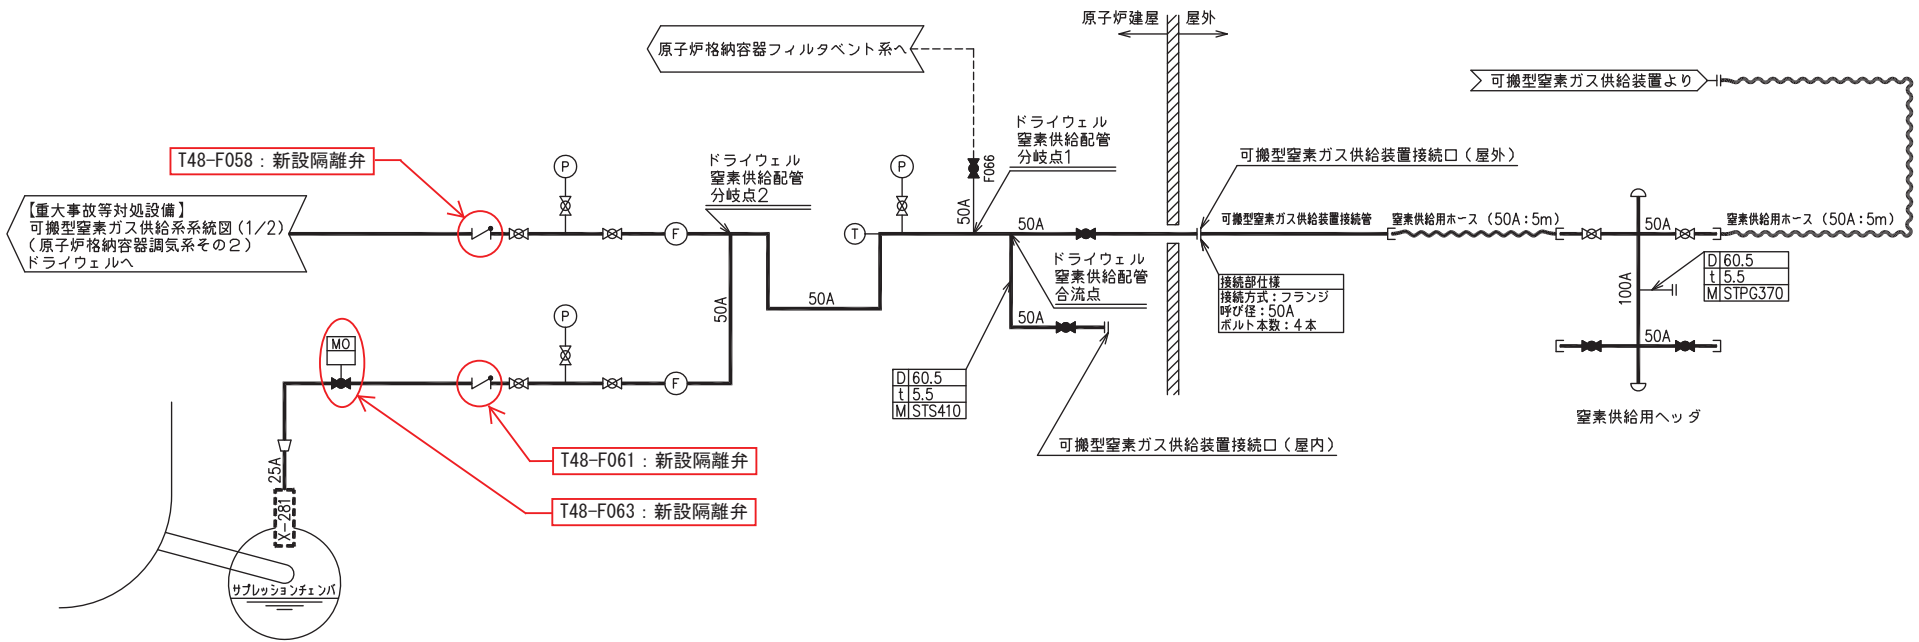 原子炉建屋
屋外
原子炉格納容器フィルタベント系へ
可搬型窒素ガス供給装置より
T48-F058：新設隔離弁
P
ドライウェル
窒素供給配管
分岐点2
P
F066
50A
ドライウェル
窒素供給配管
分岐点1
可搬型窒素ガス供給装置接続口（屋外）
【重大事故等対処設備】
可搬型窒素ガス供給系系統図(1/2)
（原子炉格納容器調気系その2）
ドライウェルへ
F
T
50A
可搬型窒素ガス供給装置接続管
窒素供給用ホース（50A:5m）
50A
窒素供給用ホース（50A:5m）
ドライウェル
窒素供給配管
合流点
50A
50A
50A
接続部仕様
接続方式：フランジ
呼び径：50A
ボルト本数：4本
100A
D 60.5
t 5.5
M STPG370
P
MO
F
50A
D 60.5
t 5.5
M STS410
窒素供給用ヘッダ
可搬型窒素ガス供給装置接続口（屋内）
T48-F061：新設隔離弁
25A
T48-F063：新設隔離弁
X-281
サプレッションチェンバ